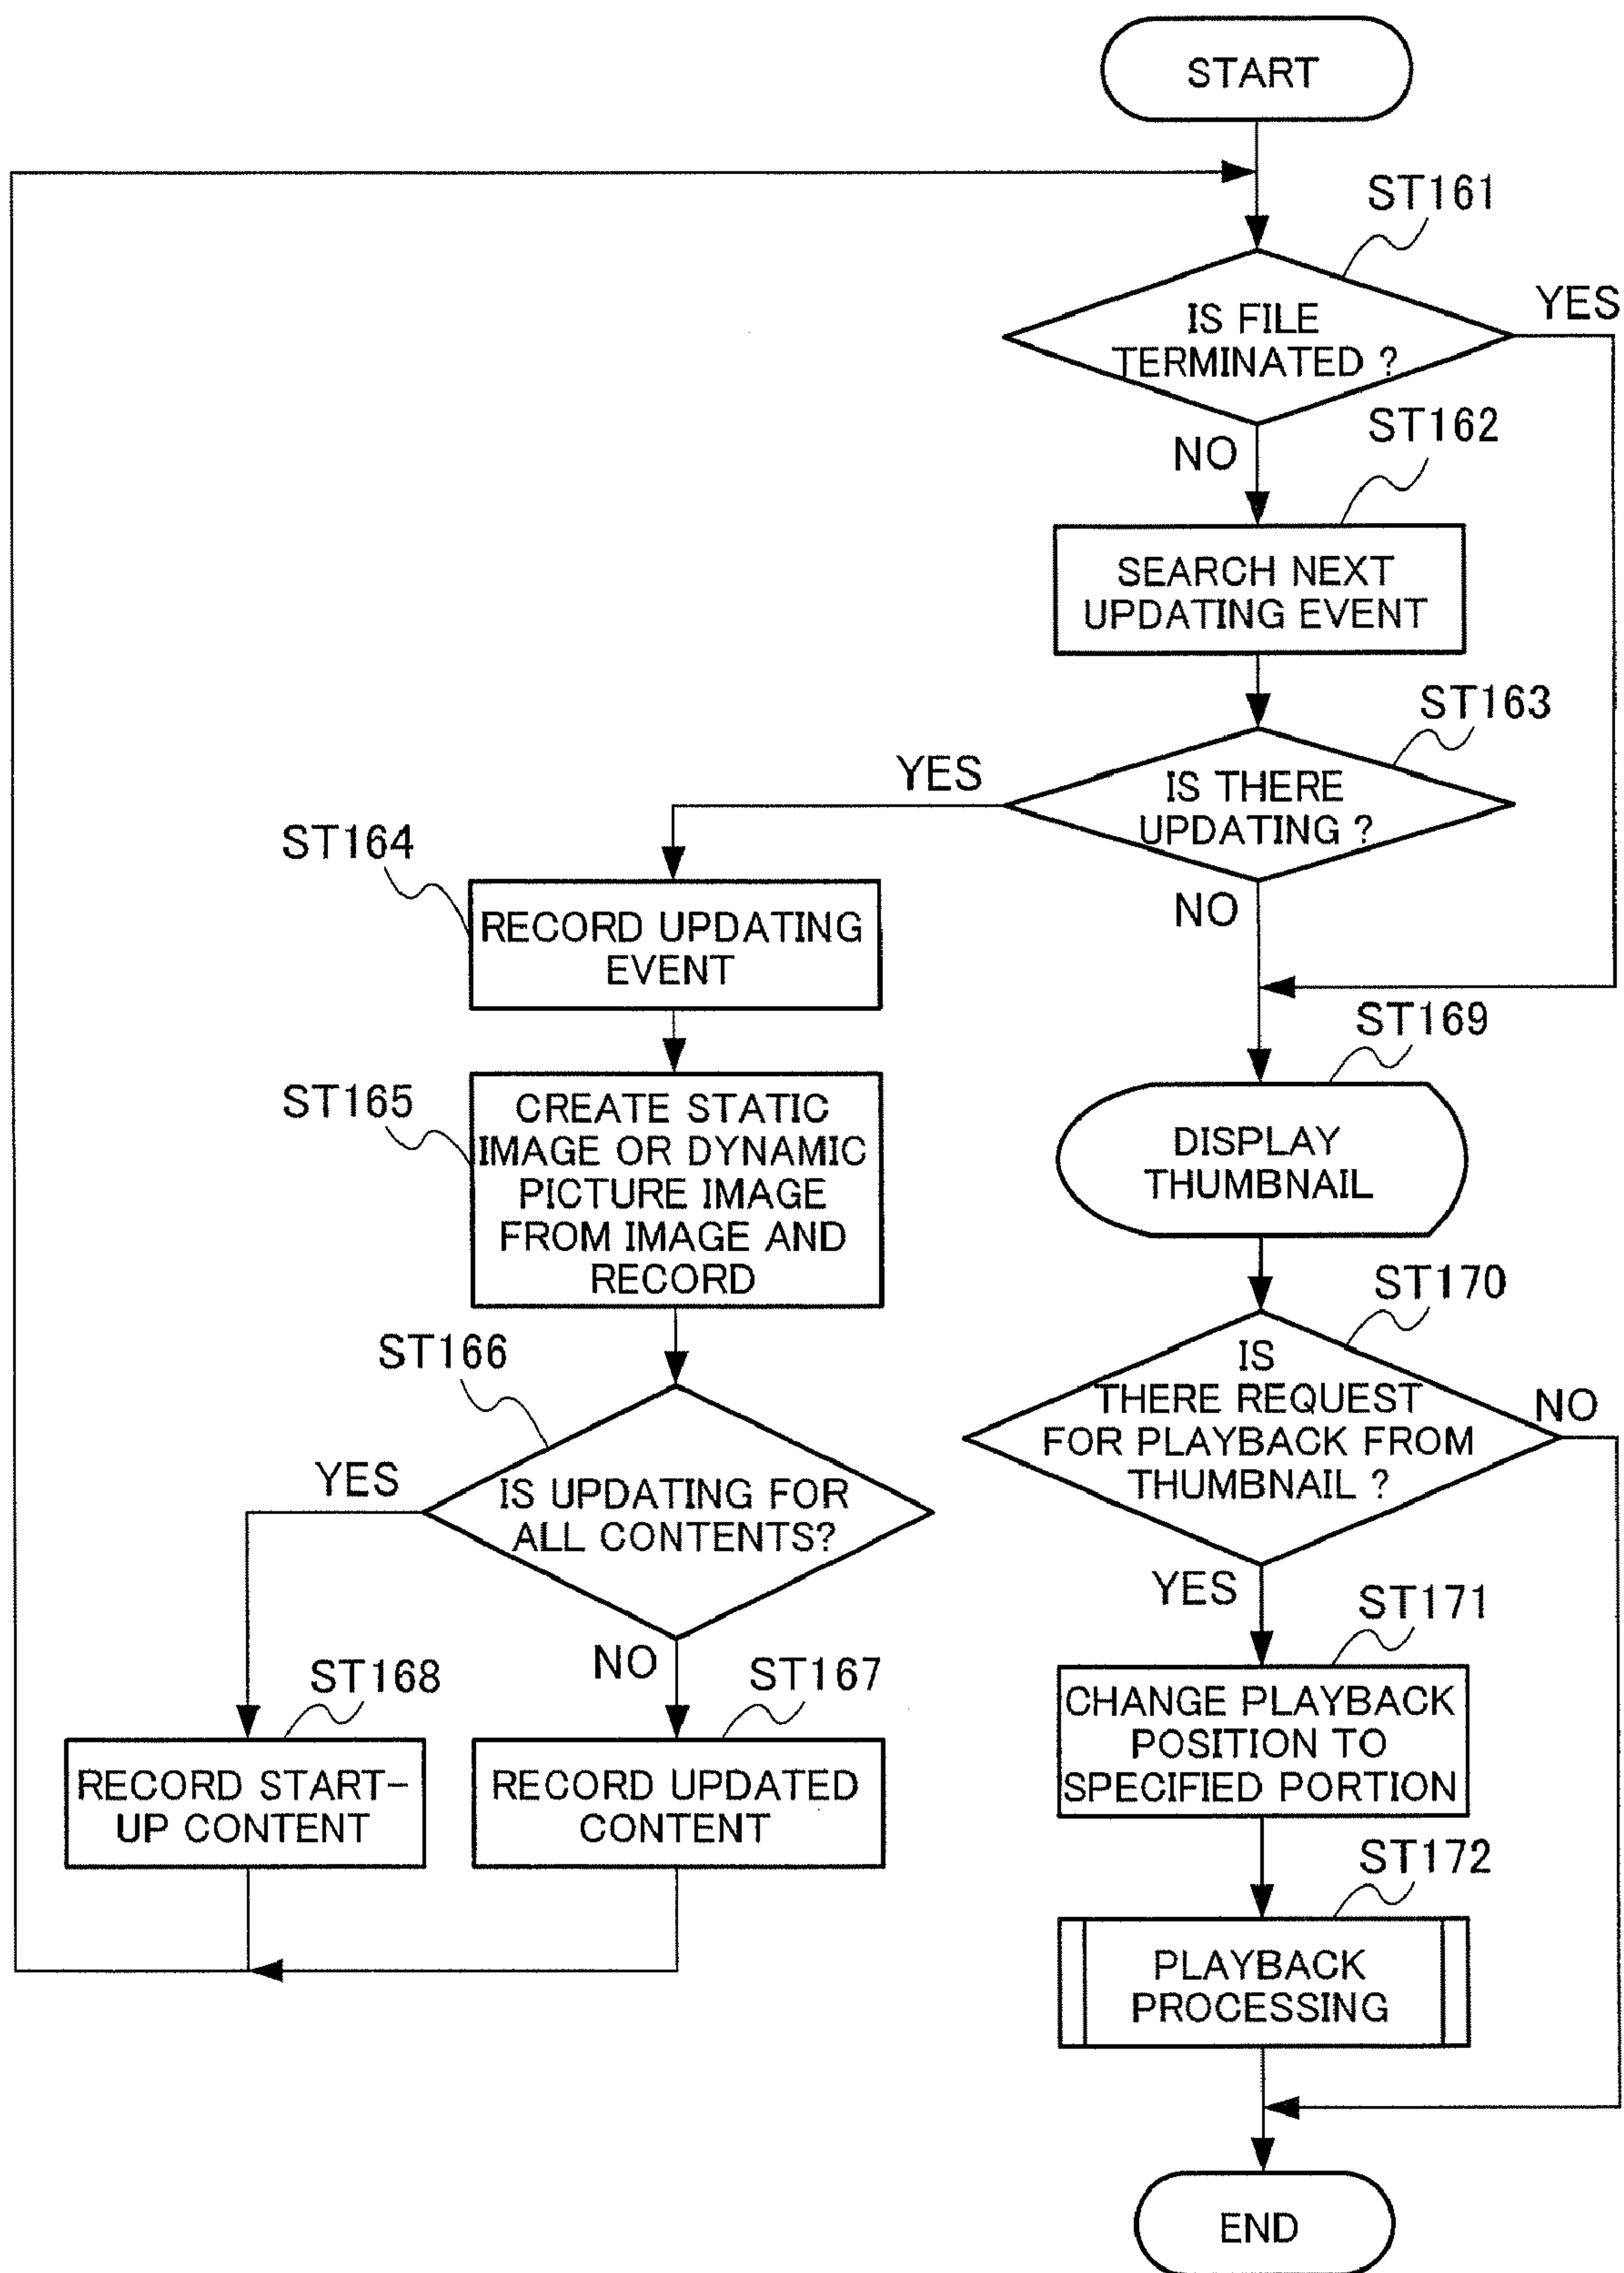 START
ST161
IS FILE
TERMINATED ?
YES
NO
ST162
SEARCH NEXT
UPDATING EVENT
ST163
IS THERE
UPDATING ?
YES
NO
ST164
RECORD UPDATING
EVENT
ST165
CREATE STATIC
IMAGE OR DYNAMIC
PICTURE IMAGE
FROM IMAGE AND
RECORD
ST166
IS UPDATING FOR
ALL CONTENTS?
YES
NO
ST168
RECORD START-
UP CONTENT
ST167
RECORD UPDATED
CONTENT
ST169
DISPLAY
THUMBNAIL
ST170
IS
THERE REQUEST
FOR PLAYBACK FROM
THUMBNAIL ?
NO
YES
ST171
CHANGE PLAYBACK
POSITION TO
SPECIFIED PORTION
ST172
PLAYBACK
PROCESSING
END